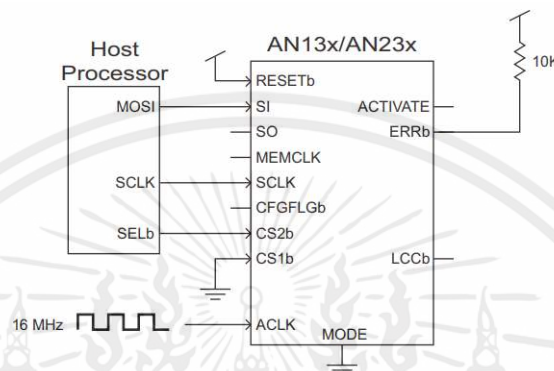 Host
Processor
AN13x/AN23x
10K
RESETb
MOSI
SI
ACTIVATE
SO
ERRb
MEMCLK
SCLK
SCLK
CFGFLGb
SELb
CS2b
CS1b
LCCb
16 MHz
ACLK
MODE